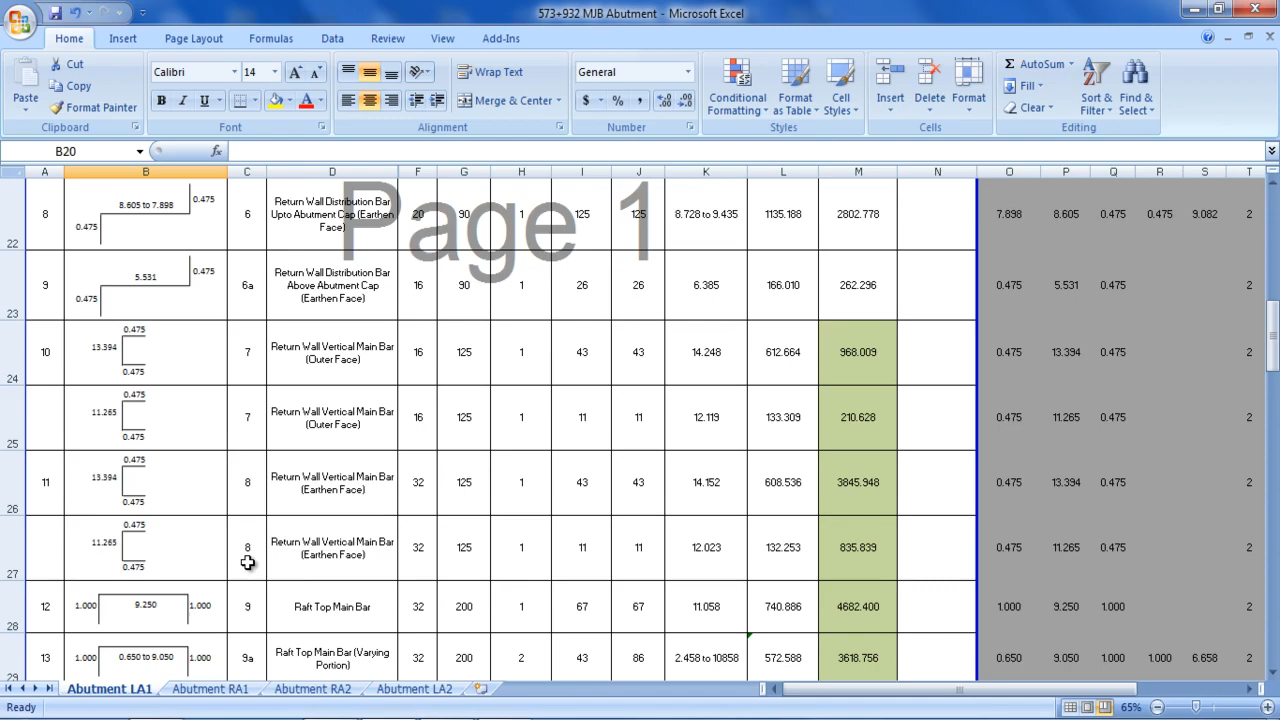 573+932 MJB Abutment - Microsoft Excel
Home Insert Page Layout Formulas Data Review View Add-Ins
Cut
Copy
Format Painter
Paste
Clipboard
Calibri 14
B I U
Font
Wrap Text
Merge & Center
Alignment
General
$ % ,
Number
Conditional Formatting
Format as Table
Cell Styles
Styles
Insert Delete Format
Cells
AutoSum
Fill
Clear
Sort & Filter
Find & Select
Editing
B20 fx
A B C D F G H I J K L M N O P Q R S T
Page 1
22 8 0.475 8.605 to 7.898 0.475 6 Return Wall Distribution Bar Upto Abutment Cap (Earthen Face) 20 90 1 125 125 8.728 to 9.435 1135.188 2802.778 7.898 8.605 0.475 0.475 9.082 2
23 9 0.475 5.531 0.475 6a Return Wall Distribution Bar Above Abutment Cap (Earthen Face) 16 90 1 26 26 6.385 166.010 262.296 0.475 5.531 0.475 2
24 10 0.475 13.394 0.475 7 Return Wall Vertical Main Bar (Outer Face) 16 125 1 43 43 14.248 612.664 968.009 0.475 13.394 0.475 2
25 0.475 11.265 0.475 7 Return Wall Vertical Main Bar (Outer Face) 16 125 1 11 11 12.119 133.309 210.628 0.475 11.265 0.475 2
26 11 0.475 13.394 0.475 8 Return Wall Vertical Main Bar (Earthen Face) 32 125 1 43 43 14.152 608.536 3845.948 0.475 13.394 0.475 2
27 0.475 11.265 0.475 8 Return Wall Vertical Main Bar (Earthen Face) 32 125 1 11 11 12.023 132.253 835.839 0.475 11.265 0.475 2
28 12 1.000 9.250 1.000 9 Raft Top Main Bar 32 200 1 67 67 11.058 740.886 4682.400 1.000 9.250 1.000 2
29 13 1.000 0.650 to 9.050 1.000 9a Raft Top Main Bar (Varying Portion) 32 200 2 43 86 2.458 to 10858 572.588 3618.756 0.650 9.050 1.000 1.000 6.658 2
Abutment LA1 Abutment RA1 Abutment RA2 Abutment LA2
Ready 65%